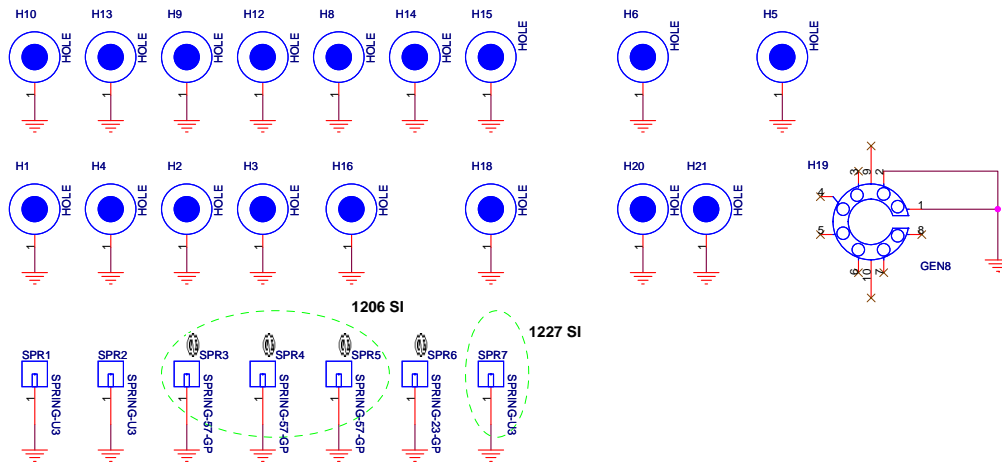 H10 H13 H9 H12 H8 H14 H15 H6 H5
HOLE HOLE HOLE HOLE HOLE HOLE HOLE HOLE HOLE
1 1 1 1 1 1 1 1 1
H1 H4 H2 H3 H16 H18 H20 H21 H19
HOLE HOLE HOLE HOLE HOLE HOLE HOLE HOLE
1 1 1 1 1 1 1 1
3 9 2
4 1
5 8
6 10 7
GEN8
1206 SI
1227 SI
SPR1 SPR2 SPR3 SPR4 SPR5 SPR6 SPR7
1 1 1 1 1 1 1
SPRING-U3 SPRING-U3 SPRING-57-GP SPRING-57-GP SPRING-57-GP SPRING-23-GP SPRING-U3